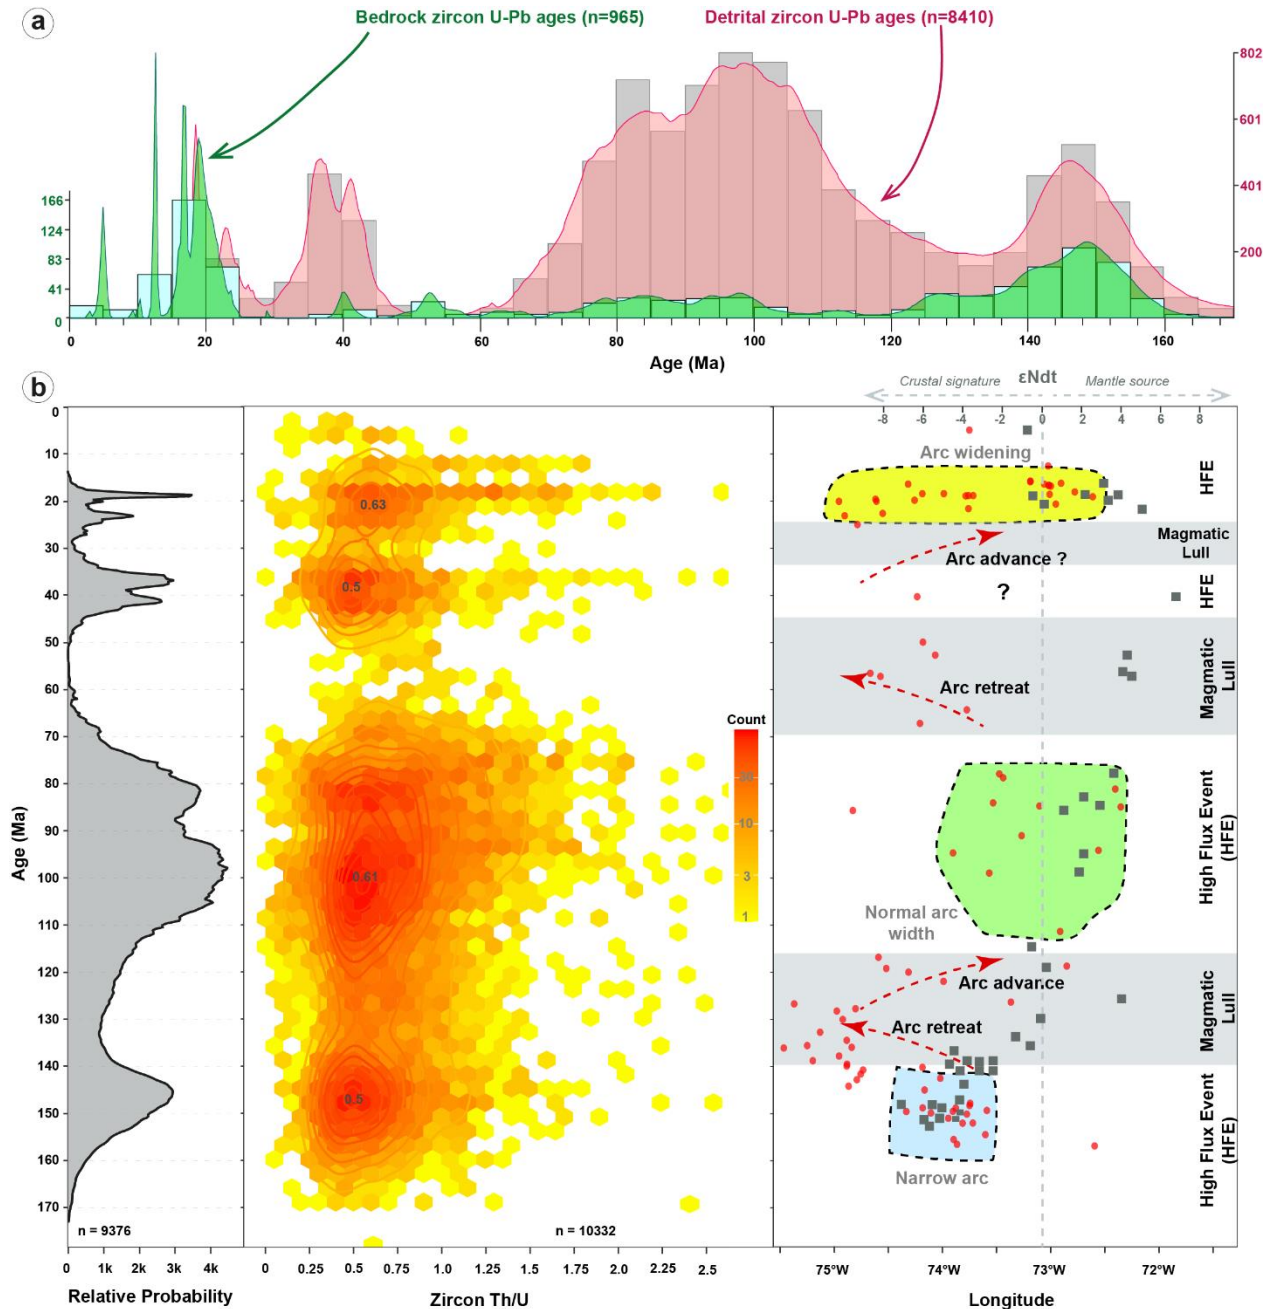 a
Bedrock zircon U-Pb ages (n=965)
Detrital zircon U-Pb ages (n=8410)
802
601
401
200
166
124
83
41
0
0 20 40 60 80 100 120 140 160
Age (Ma)
b
Crustal signature εNdt Mantle source
-8 -6 -4 -2 0 2 4 6 8
0
10
20
30
40
50
60
70
80
90
100
110
120
130
140
150
160
170
Age (Ma)
n = 9376
0 1k 2k 3k 4k
Relative Probability
0.63
0.5
0.61
0.5
Count
30
10
3
1
n = 10332
0 0.25 0.5 0.75 1.0 1.25 1.5 1.75 2.0 2.25 2.5
Zircon Th/U
Arc widening
HFE
Magmatic
Lull
Arc advance ?
?
HFE
Arc retreat
Magmatic
Lull
High Flux Event
(HFE)
Normal arc
width
Arc advance
Arc retreat
Magmatic
Lull
High Flux Event
(HFE)
Narrow arc
75°W 74°W 73°W 72°W
Longitude